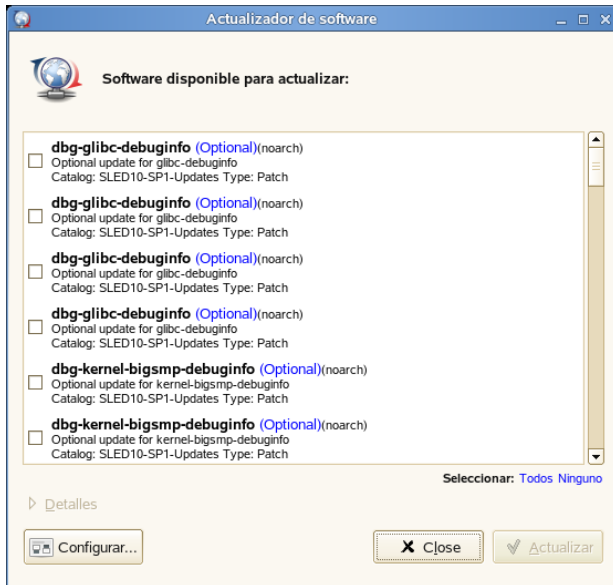 Actualizador de software
Software disponible para actualizar:
dbg-glibc-debuginfo (Optional)(noarch)
Optional update for glibc-debuginfo
Catalog: SLED10-SP1-Updates Type: Patch
dbg-glibc-debuginfo (Optional)(noarch)
Optional update for glibc-debuginfo
Catalog: SLED10-SP1-Updates Type: Patch
dbg-glibc-debuginfo (Optional)(noarch)
Optional update for glibc-debuginfo
Catalog: SLED10-SP1-Updates Type: Patch
dbg-glibc-debuginfo (Optional)(noarch)
Optional update for glibc-debuginfo
Catalog: SLED10-SP1-Updates Type: Patch
dbg-kernel-bigsmp-debuginfo (Optional)(noarch)
Optional update for kernel-bigsmp-debuginfo
Catalog: SLED10-SP1-Updates Type: Patch
dbg-kernel-bigsmp-debuginfo (Optional)(noarch)
Optional update for kernel-bigsmp-debuginfo
Catalog: SLED10-SP1-Updates Type: Patch
Seleccionar: Todos Ninguno
Detalles
Configurar... Close Actualizar